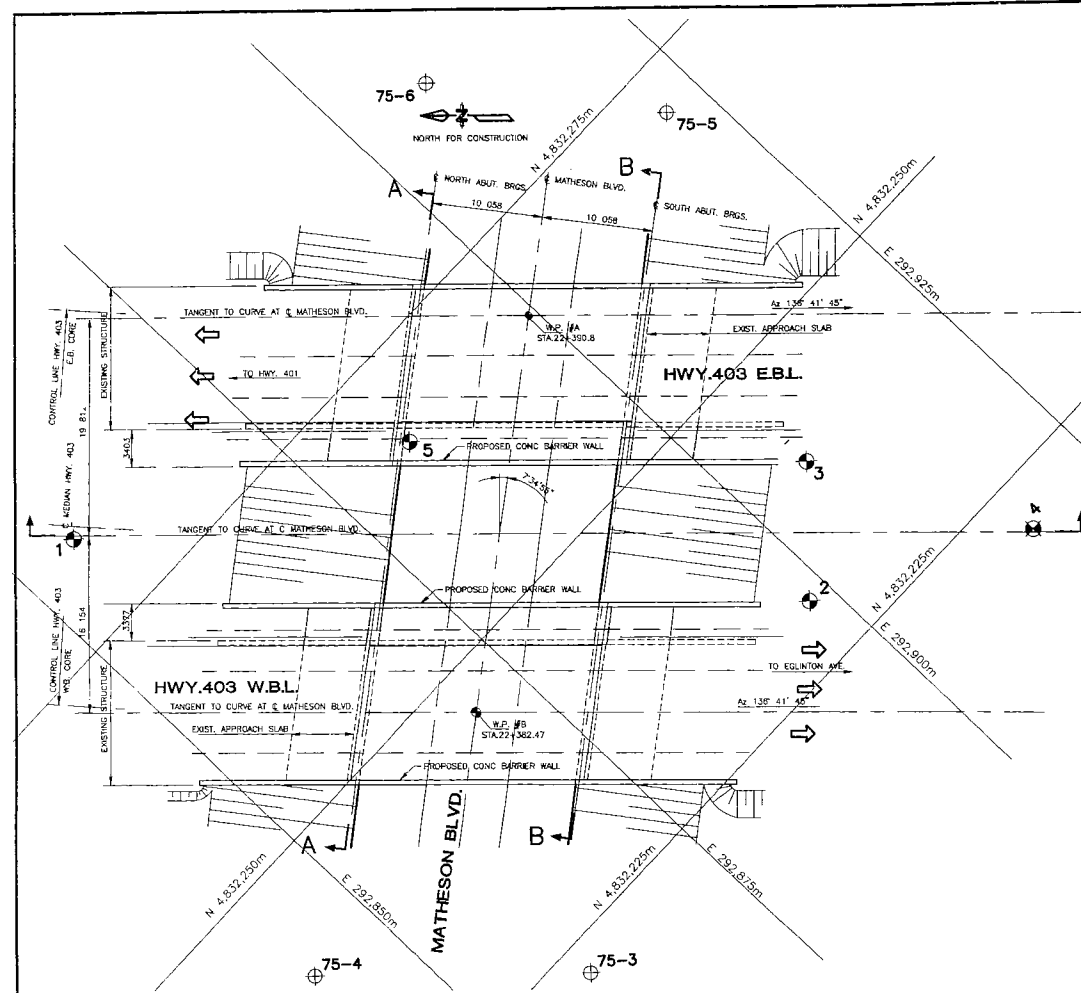 75-6
75-5
N
NORTH FOR CONSTRUCTION
N 4,832,275m
N 4,832,250m
E 292,925m
A
B
℄ NORTH ABUT. BRGS.
℄ MATHESON BLVD.
℄ SOUTH ABUT. BRGS.
10 058
10 058
TANGENT TO CURVE AT ℄ MATHESON BLVD.
Az 136° 41' 45"
W.P. #A
STA.22+390.8
EXIST. APPROACH SLAB
CONTROL LINE HWY. 403
E.B. CORE
EXISTING STRUCTURE
TO HWY. 401
HWY.403 E.B.L.
19 812
3403
5
PROPOSED CONC BARRIER WALL
3
7°34'56"
℄ MEDIAN HWY. 403
TANGENT TO CURVE AT ℄ MATHESON BLVD.
1
4
N 4,832,225m
E 292,900m
PROPOSED CONC BARRIER WALL
2
3327
16 154
CONTROL LINE HWY. 403
W.B. CORE
EXISTING STRUCTURE
TO EGLINTON AVE.
HWY.403 W.B.L.
TANGENT TO CURVE AT ℄ MATHESON BLVD.
Az 136° 41' 45"
W.P. #B
STA.22+382.47
EXIST. APPROACH SLAB
PROPOSED CONC BARRIER WALL
A
B
MATHESON BLVD.
N 4,832,250m
E 292,850m
N 4,832,225m
E 292,875m
75-4
75-3